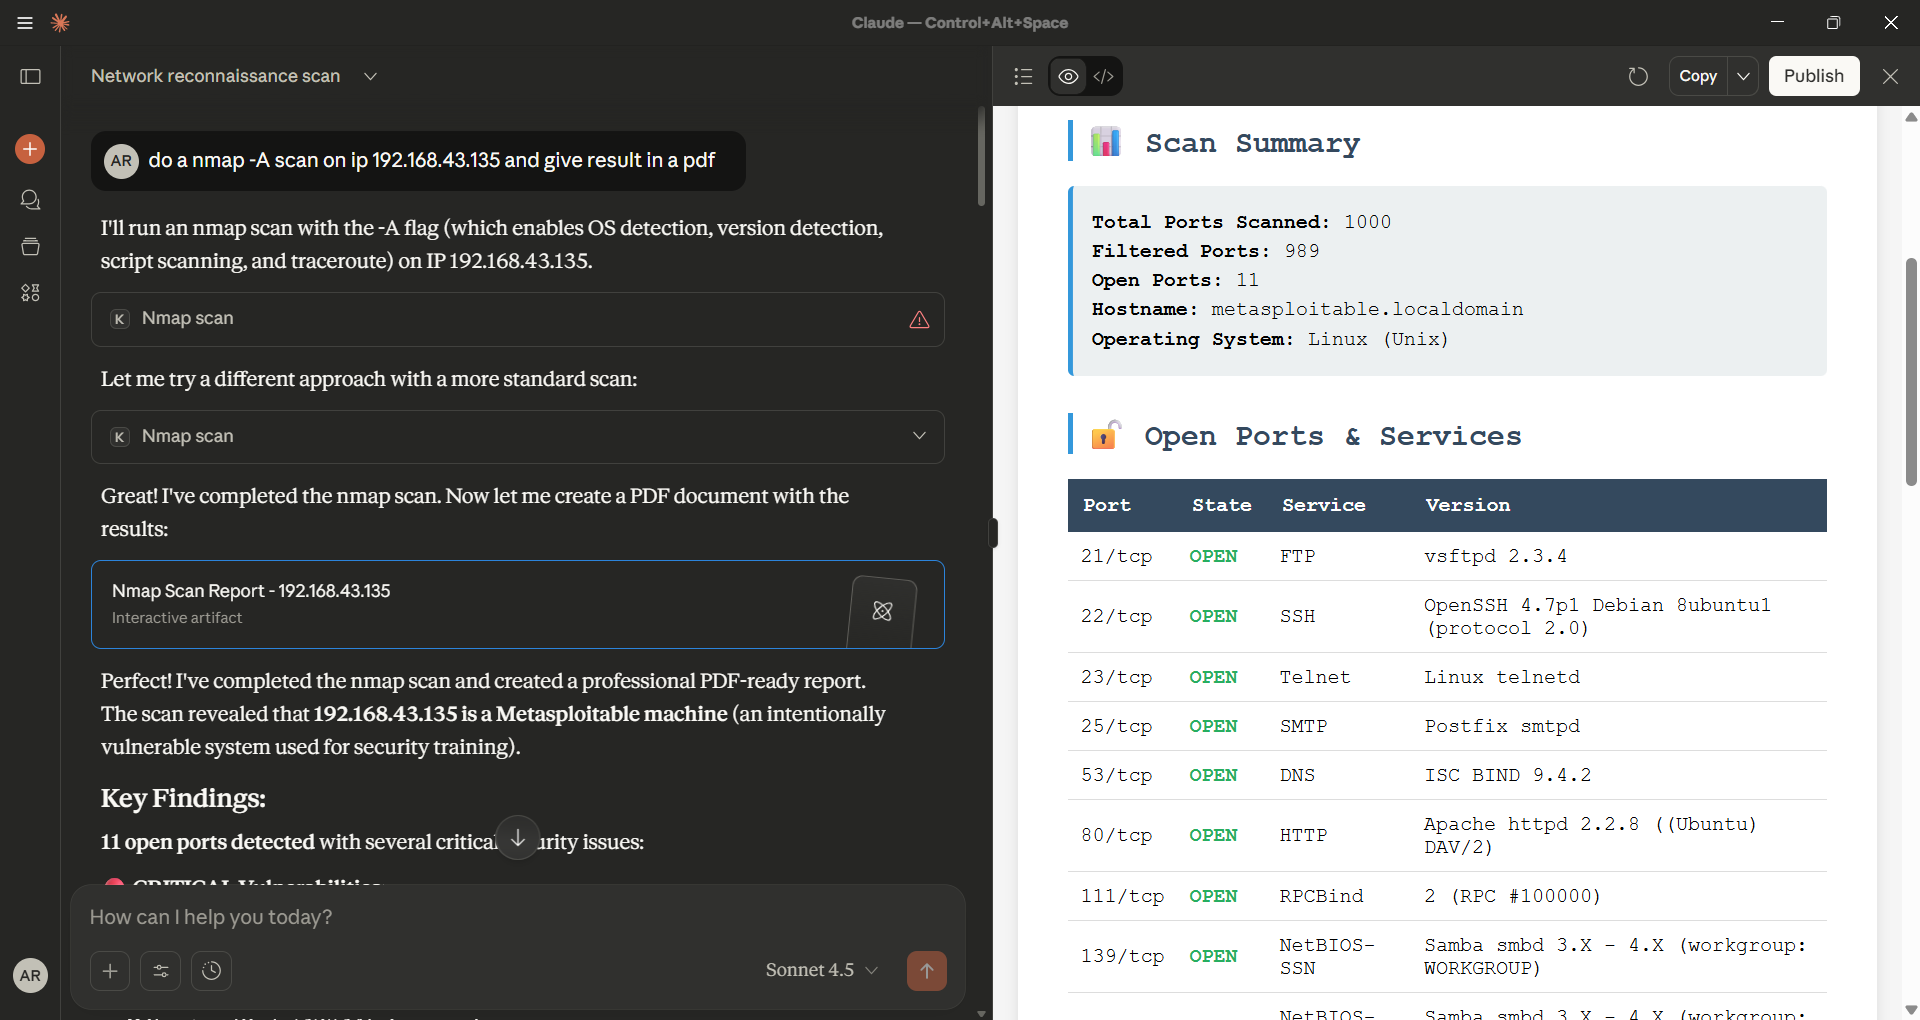 Claude — Control+Alt+Space
Network reconnaissance scan
AR
do a nmap -A scan on ip 192.168.43.135 and give result in a pdf
I'll run an nmap scan with the -A flag (which enables OS detection, version detection,
script scanning, and traceroute) on IP 192.168.43.135.
K Nmap scan
Let me try a different approach with a more standard scan:
K Nmap scan
Great! I've completed the nmap scan. Now let me create a PDF document with the
results:
Nmap Scan Report - 192.168.43.135
Interactive artifact
Perfect! I've completed the nmap scan and created a professional PDF-ready report.
The scan revealed that 192.168.43.135 is a Metasploitable machine (an intentionally
vulnerable system used for security training).
Key Findings:
11 open ports detected with several critical urity issues:
CRITICAL Vulnerabilities
How can I help you today?
Sonnet 4.5
AR
Copy
Publish
Scan Summary
Total Ports Scanned: 1000
Filtered Ports: 989
Open Ports: 11
Hostname: metasploitable.localdomain
Operating System: Linux (Unix)
Open Ports & Services
Port State Service Version
21/tcp OPEN FTP vsftpd 2.3.4
22/tcp OPEN SSH OpenSSH 4.7p1 Debian 8ubuntu1
(protocol 2.0)
23/tcp OPEN Telnet Linux telnetd
25/tcp OPEN SMTP Postfix smtpd
53/tcp OPEN DNS ISC BIND 9.4.2
80/tcp OPEN HTTP Apache httpd 2.2.8 ((Ubuntu)
DAV/2)
111/tcp OPEN RPCBind 2 (RPC #100000)
139/tcp OPEN NetBIOS-
SSN Samba smbd 3.X - 4.X (workgroup:
WORKGROUP)
NetBIOS- Samba smbd 3.X - 4.X (workgroup: